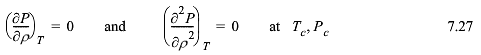 (∂P/∂ρ)_T = 0 and (∂²P/∂ρ²)_T = 0 at T_c, P_c 7.27